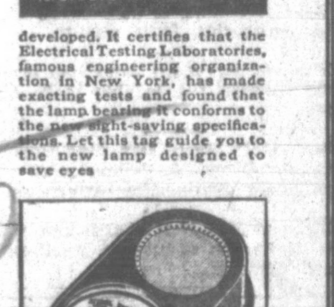 developed. It certifies that the
Electrical Testing Laboratories,
famous engineering organiza-
tion in New York, has made
exacting tests and found that
the lamp bearing it conforms to
the new sight-saving specifica-
tions. Let this tag guide you to
the new lamp designed to
save eyes